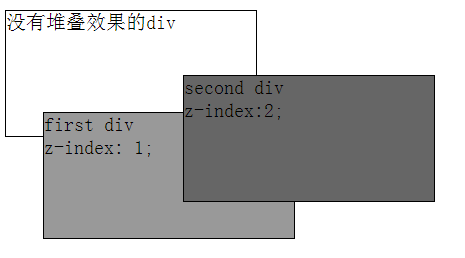 没有堆叠效果的div
second div
z-index:2;
first div
z-index: 1;